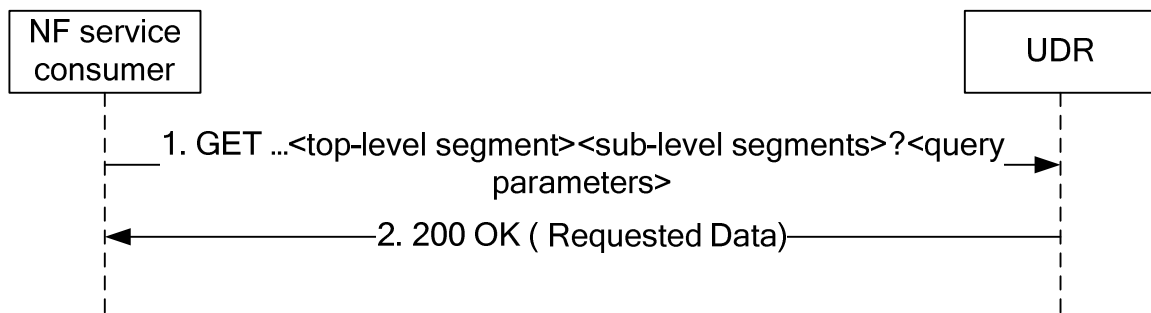 NF service
consumer
UDR
1. GET ...<top-level segment><sub-level segments>?<query
parameters>
2. 200 OK ( Requested Data)